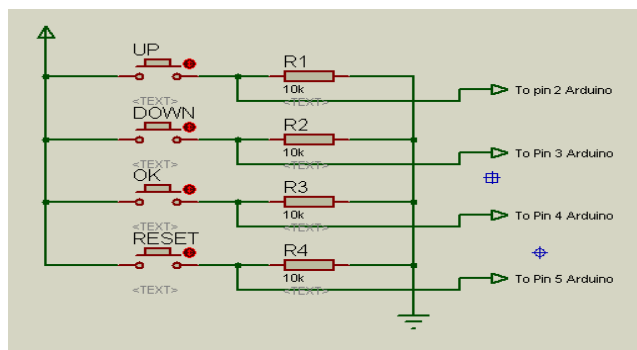 UP
R1
10k
<TEXT>
<TEXT>
To pin 2 Arduino
DOWN
R2
10k
<TEXT>
<TEXT>
To Pin 3 Arduino
OK
R3
10k
<TEXT>
<TEXT>
To Pin 4 Arduino
RESET
R4
10k
<TEXT>
<TEXT>
To Pin 5 Arduino